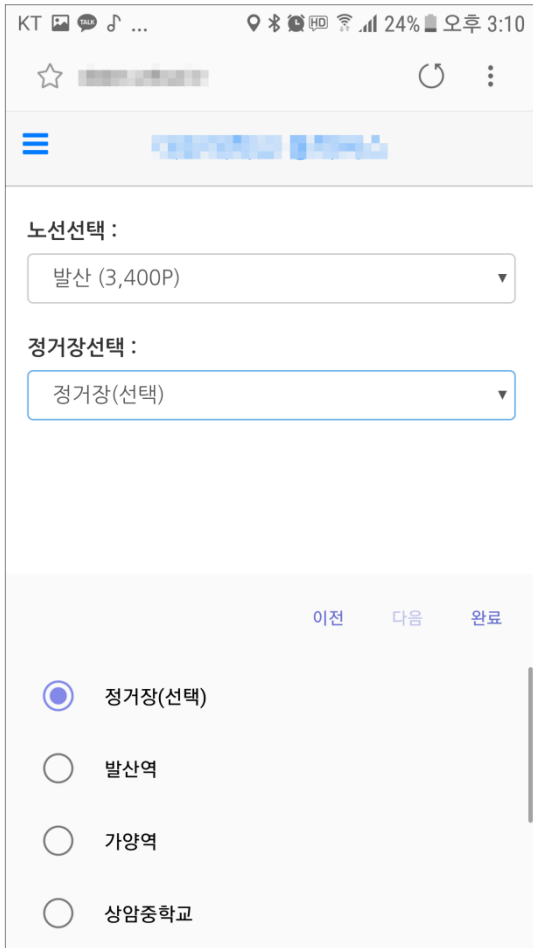 KT TALK ... HD 24% 오후 3:10
노선선택 :
발산 (3,400P)
정거장선택 :
정거장(선택)
이전 다음 완료
정거장(선택)
발산역
가양역
상암중학교